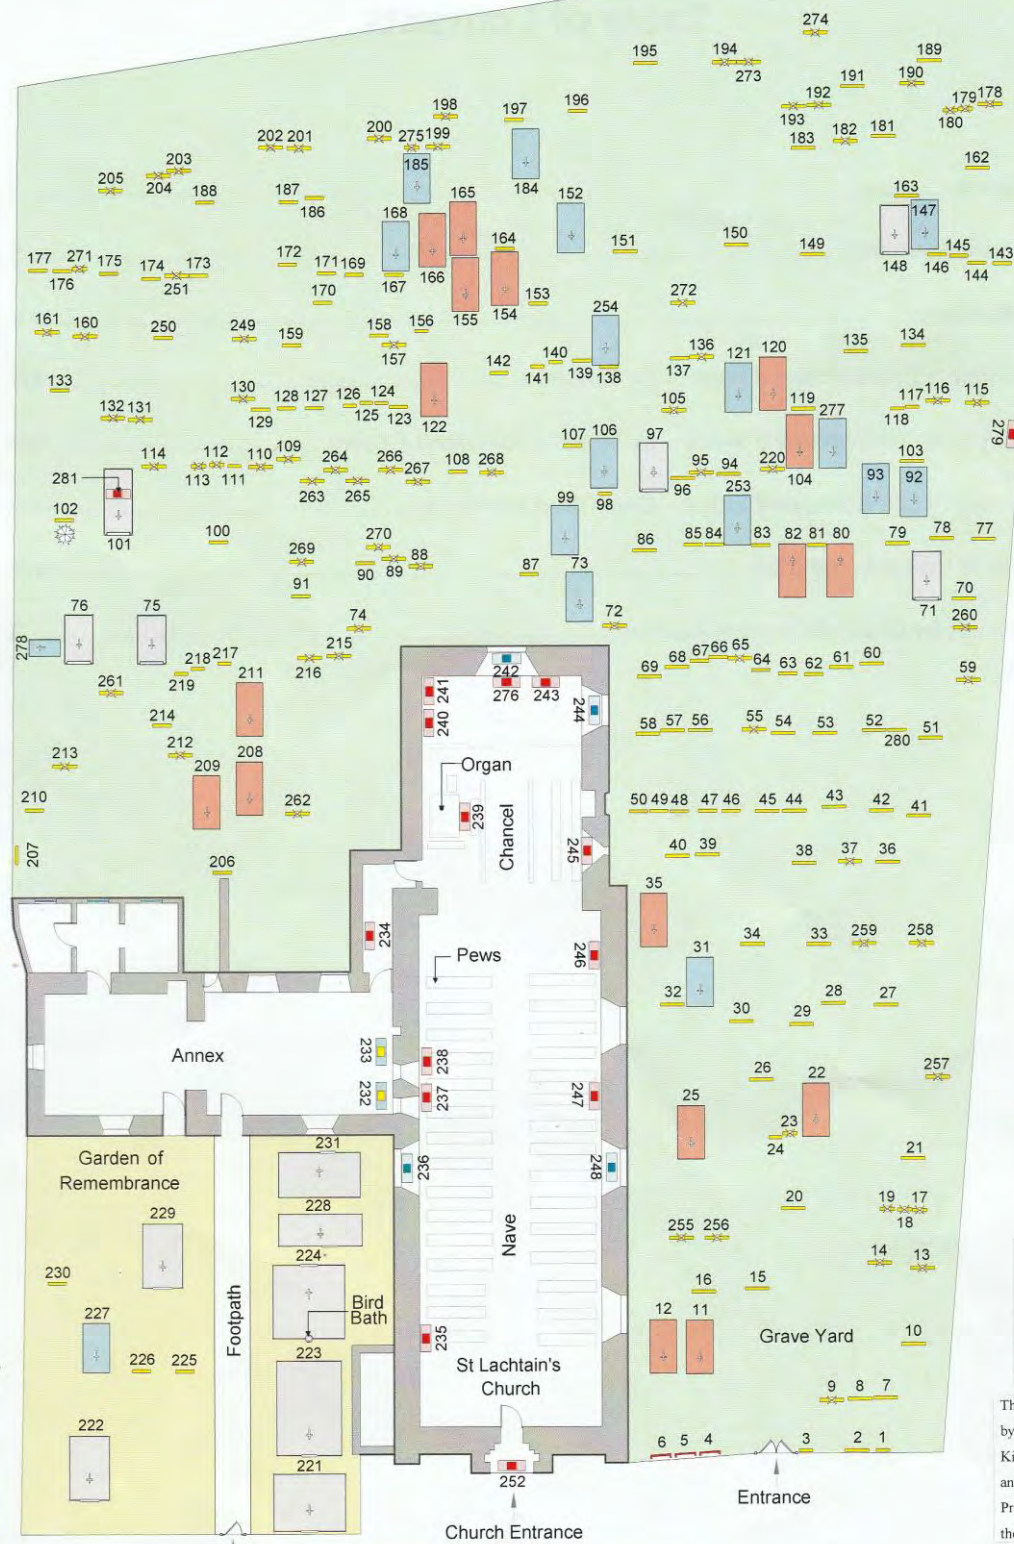 274
195 194 273 189
190
191 192 193 178 179 180
198 197 196
183 182 181
202 201 200 275 199
185 184
162
205 204 203 188 187 186
168 165 152 163 147
166 164 151 150 149 148 146 145 144 143
177 176 271 175 174 251 173 172 171 169 167
170 155 154 153 272
161 160 250 249 159 158 156 157 254
142 141 140 139 138 137 136 121 120 135 134
133 132 131 130 129 128 127 126 125 124 123 122
105 119 277 118 117 116 115
279
114 113 112 111 110 109 264 266 108 268 107 106 97 95 94 220 104 103
281 263 265 267 98 96 253 93 92
102 101 100 99 86 85 84 83 82 81 80 79 78 77
269 270 90 89 88 87 73 71 70
91
76 75 74 72 260
278 218 217 216 215
219 211 242 69 68 67 66 65 64 63 62 61 60 59
261 241 276 243
214 240 244 58 57 56 55 54 53 52 280 51
213 212 209 208
Organ
210 262 239 Chancel 50 49 48 47 46 45 44 43 42 41
207 206 245 40 39 38 37 36
35
234 246 34 33 259 258
Pews 31
32 30 29 28 27
Annex 233 238
232 237 247 26 22 257
25 24 23
231
Garden of
Remembrance
236 248 21
229 228 20 19 18 17
224 Nave 255 256 14 13
230 16 15
227 Footpath Bird
Bath
12 11
235 Grave Yard 10
226 225 223 St Lachtain's
Church
9 8 7
222 221 6 5 4 3 2 1
252
Entrance
Church Entrance
Th
by
Ki
an
Pr
the